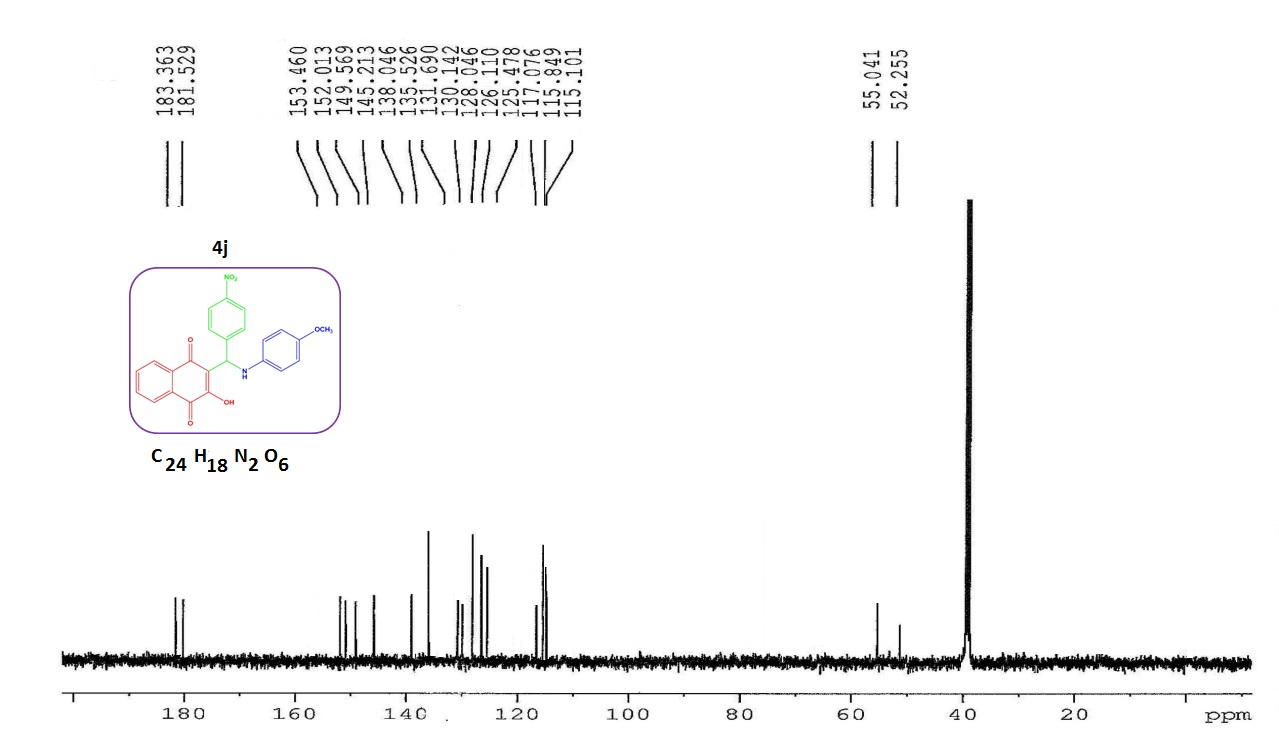 183.363
181.529
153.460
152.013
149.569
145.213
138.046
135.526
131.690
130.142
128.046
126.110
125.478
117.076
115.849
115.101
55.041
52.255
4j
NO2
OCH3
O
N
H
OH
O
C24 H18 N2 O6
180 160 140 120 100 80 60 40 20 ppm